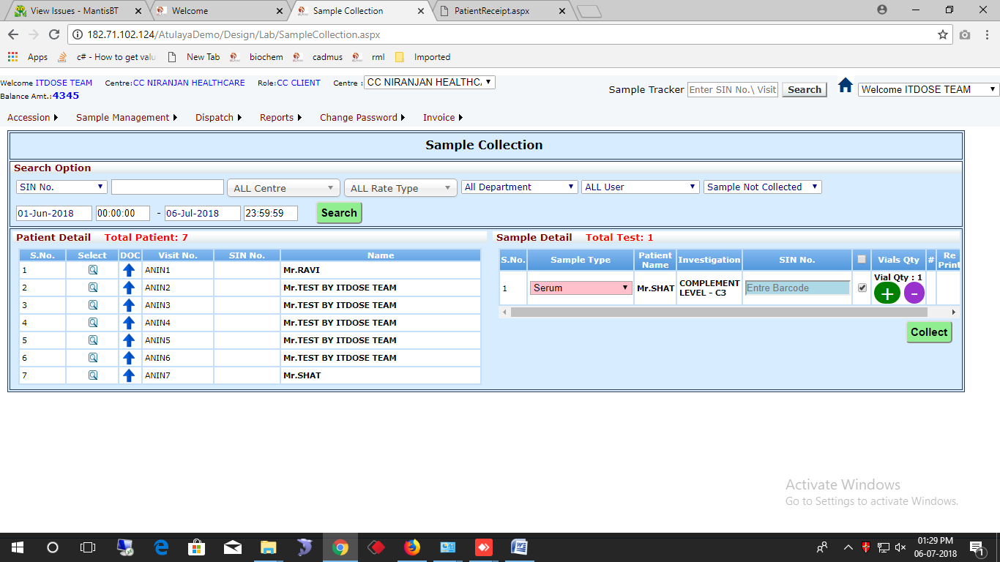 View Issues - MantisBT
Welcome
Sample Collection
PatientReceipt.aspx
182.71.102.124/AtulayaDemo/Design/Lab/SampleCollection.aspx
Apps c# - How to get valu New Tab biochem cadmus rml Imported
Welcome ITDOSE TEAM Centre:CC NIRANJAN HEALTHCARE Role:CC CLIENT Centre : CC NIRANJAN HEALTHC
Balance Amt.:4345
Sample Tracker Enter SIN No.\ Visit Search Welcome ITDOSE TEAM
Accession Sample Management Dispatch Reports Change Password Invoice
Sample Collection
Search Option
SIN No. ALL Centre ALL Rate Type All Department ALL User Sample Not Collected
01-Jun-2018 00:00:00 - 06-Jul-2018 23:59:59 Search
Patient Detail Total Patient: 7
S.No. Select DOC Visit No. SIN No. Name
1 ANIN1 Mr.RAVI
2 ANIN2 Mr.TEST BY ITDOSE TEAM
3 ANIN3 Mr.TEST BY ITDOSE TEAM
4 ANIN4 Mr.TEST BY ITDOSE TEAM
5 ANIN5 Mr.TEST BY ITDOSE TEAM
6 ANIN6 Mr.TEST BY ITDOSE TEAM
7 ANIN7 Mr.SHAT
Sample Detail Total Test: 1
S.No. Sample Type Patient Name Investigation SIN No. Vials Qty # Re Print
1 Serum Mr.SHAT COMPLEMENT LEVEL - C3 Entre Barcode Vial Qty : 1
+ -
Collect
Activate Windows
Go to Settings to activate Windows.
01:29 PM
06-07-2018
1